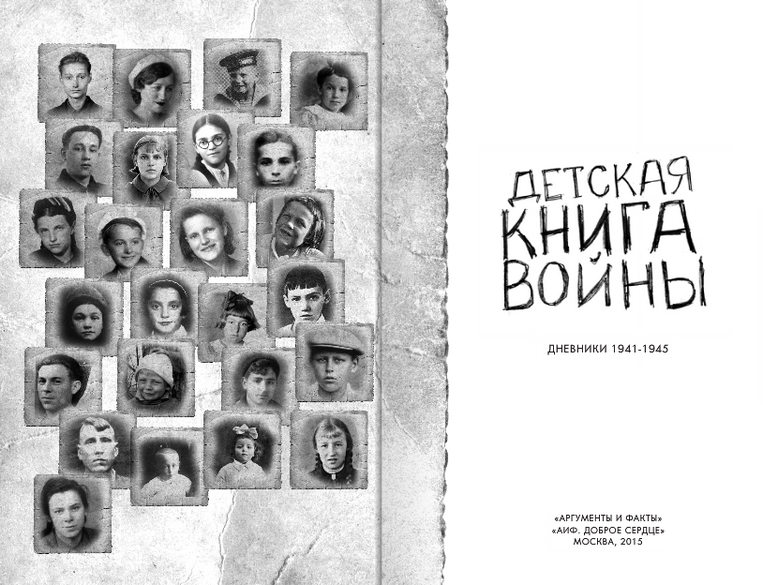 ДЕТСКАЯ
КНИГА
ВОЙНЫ
ДНЕВНИКИ 1941-1945
«АРГУМЕНТЫ И ФАКТЫ»
«АИФ. ДОБРОЕ СЕРДЦЕ»
МОСКВА, 2015